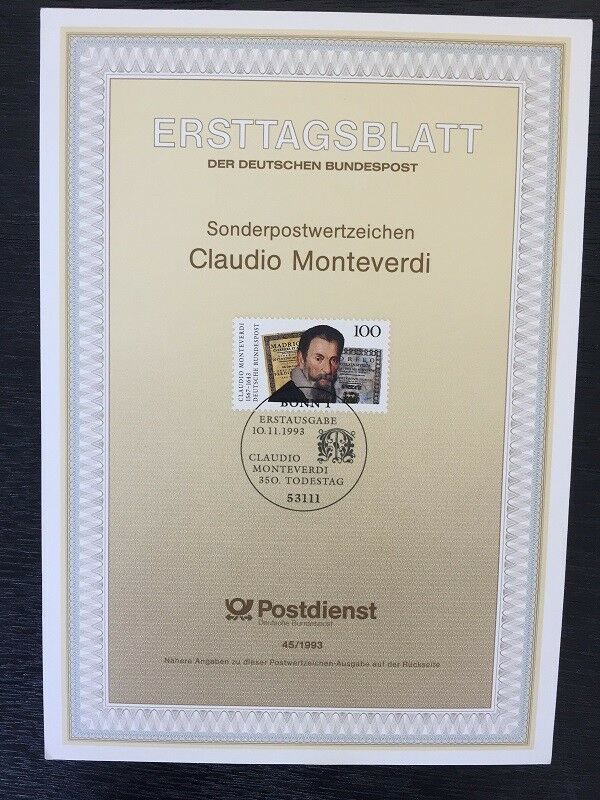 ERSTTAGSBLATT
DER DEUTSCHEN BUNDESPOST
Sonderpostwertzeichen
Claudio Monteverdi
CLAUDIO MONTEVERDI
1567–1643
DEUTSCHE BUNDESPOST
100
MADRIG
BONN 1
ERSTAUSGABE
10.11.1993
CLAUDIO
MONTEVERDI
350. TODESTAG
53111
Postdienst
Deutsche Bundespost
45/1993
Nähere Angaben zu dieser Postwertzeichen-Ausgabe auf der Rückseite